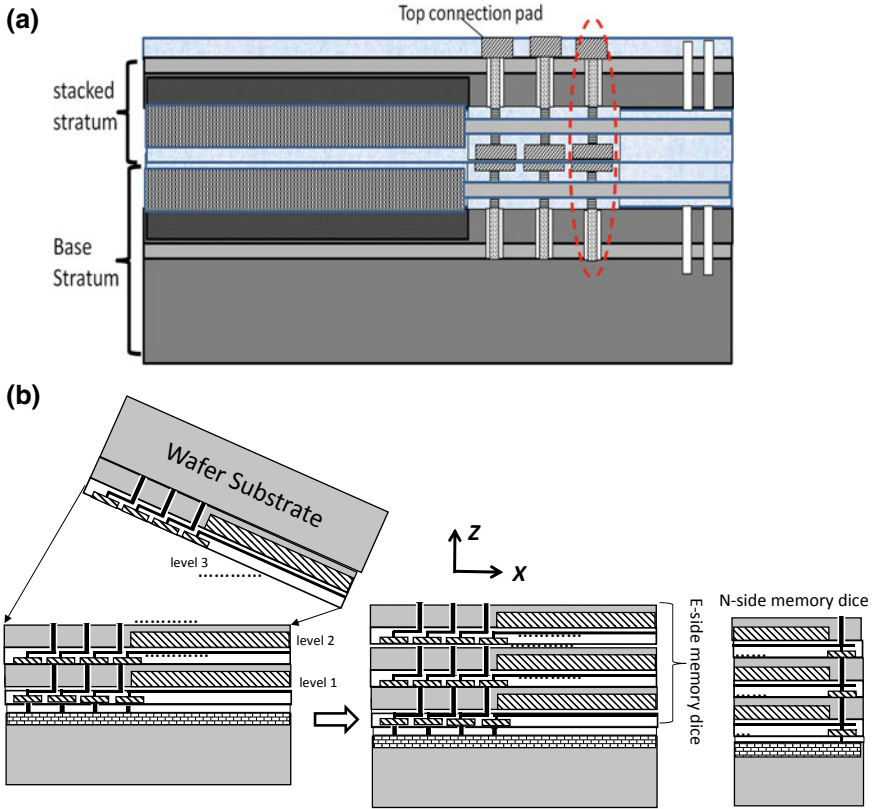 (a)
Top connection pad
stacked
stratum
Base
Stratum
(b)
Wafer Substrate
level 3
Z
X
level 2
level 1
E-side memory dice
N-side memory dice